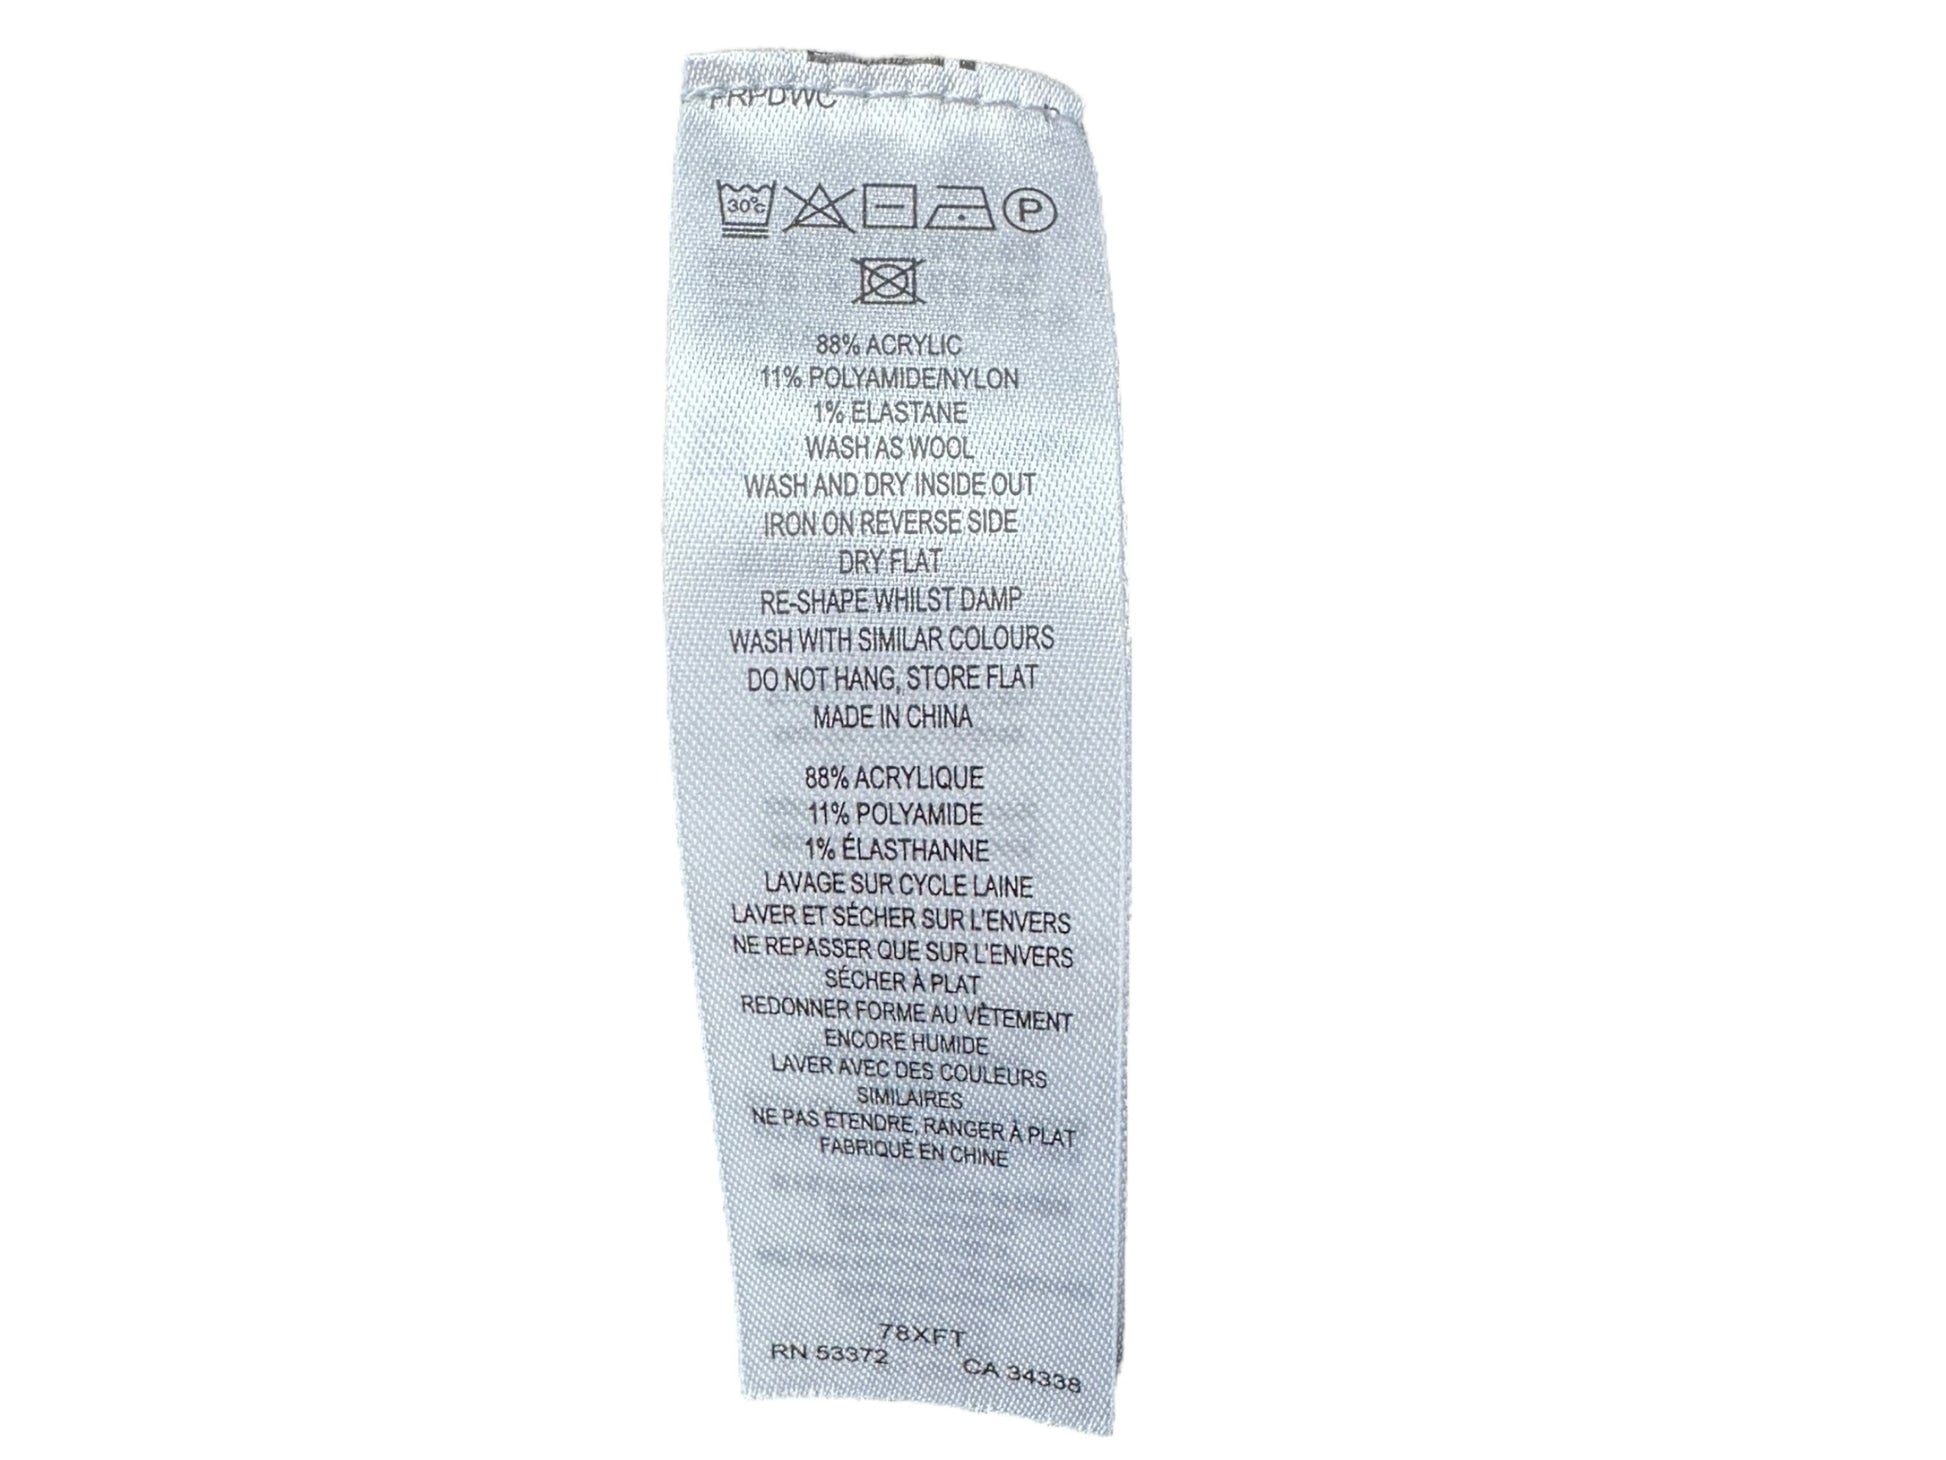 FRPDWC
30°c
P
88% ACRYLIC
11% POLYAMIDE/NYLON
1% ELASTANE
WASH AS WOOL
WASH AND DRY INSIDE OUT
IRON ON REVERSE SIDE
DRY FLAT
RE-SHAPE WHILST DAMP
WASH WITH SIMILAR COLOURS
DO NOT HANG, STORE FLAT
MADE IN CHINA
88% ACRYLIQUE
11% POLYAMIDE
1% ÉLASTHANNE
LAVAGE SUR CYCLE LAINE
LAVER ET SÉCHER SUR L'ENVERS
NE REPASSER QUE SUR L'ENVERS
SÉCHER À PLAT
REDONNER FORME AU VÊTEMENT
ENCORE HUMIDE
LAVER AVEC DES COULEURS
SIMILAIRES
NE PAS ÉTENDRE, RANGER À PLAT
FABRIQUÉ EN CHINE
78XFT
RN 53372 CA 34338